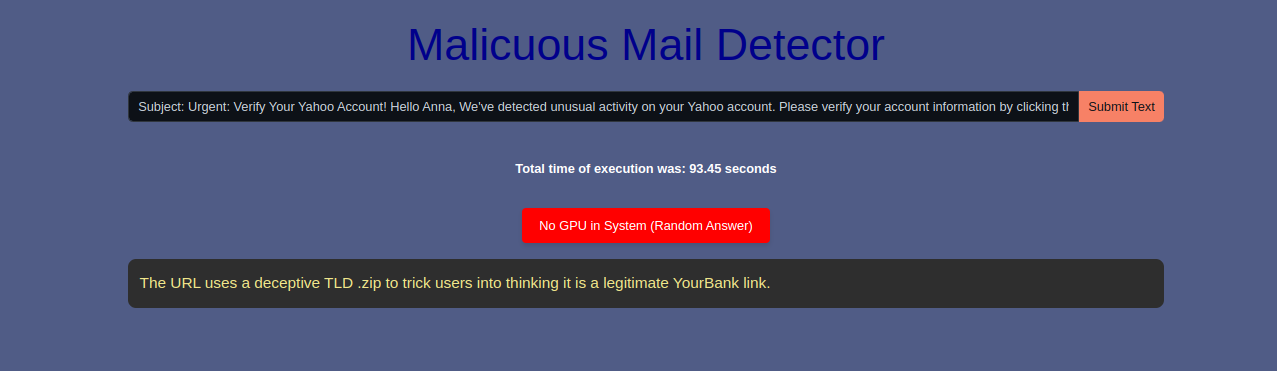 Malicuous Mail Detector
Subject: Urgent: Verify Your Yahoo Account! Hello Anna, We've detected unusual activity on your Yahoo account. Please verify your account information by clicking th
Submit Text
Total time of execution was: 93.45 seconds
No GPU in System (Random Answer)
The URL uses a deceptive TLD .zip to trick users into thinking it is a legitimate YourBank link.